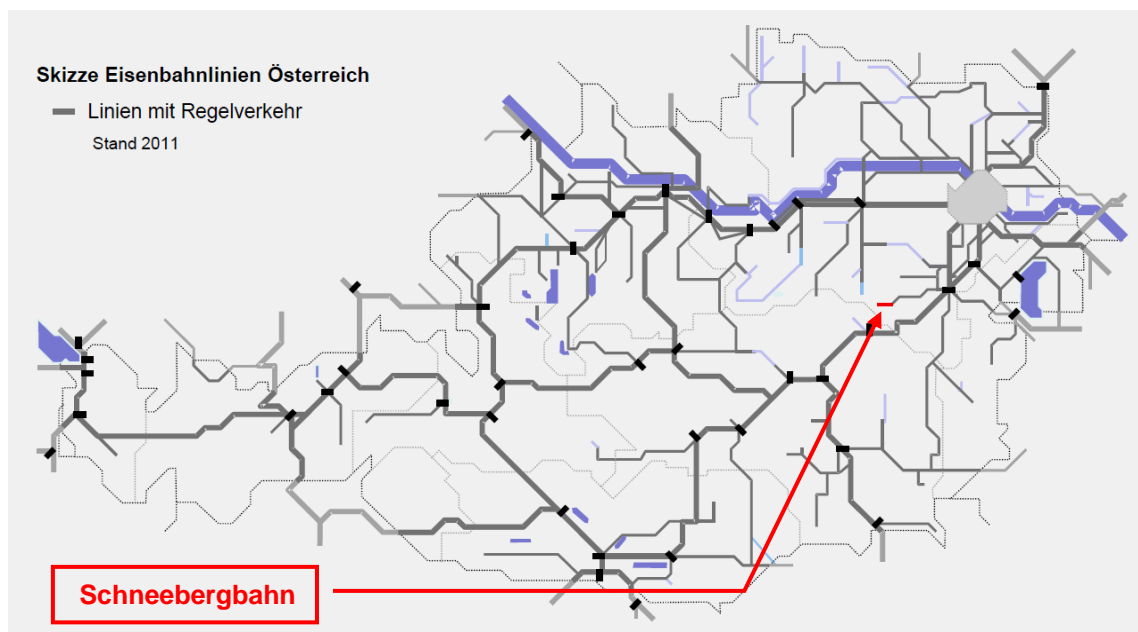 Skizze Eisenbahnlinien Österreich
Linien mit Regelverkehr
Stand 2011
Schneebergbahn